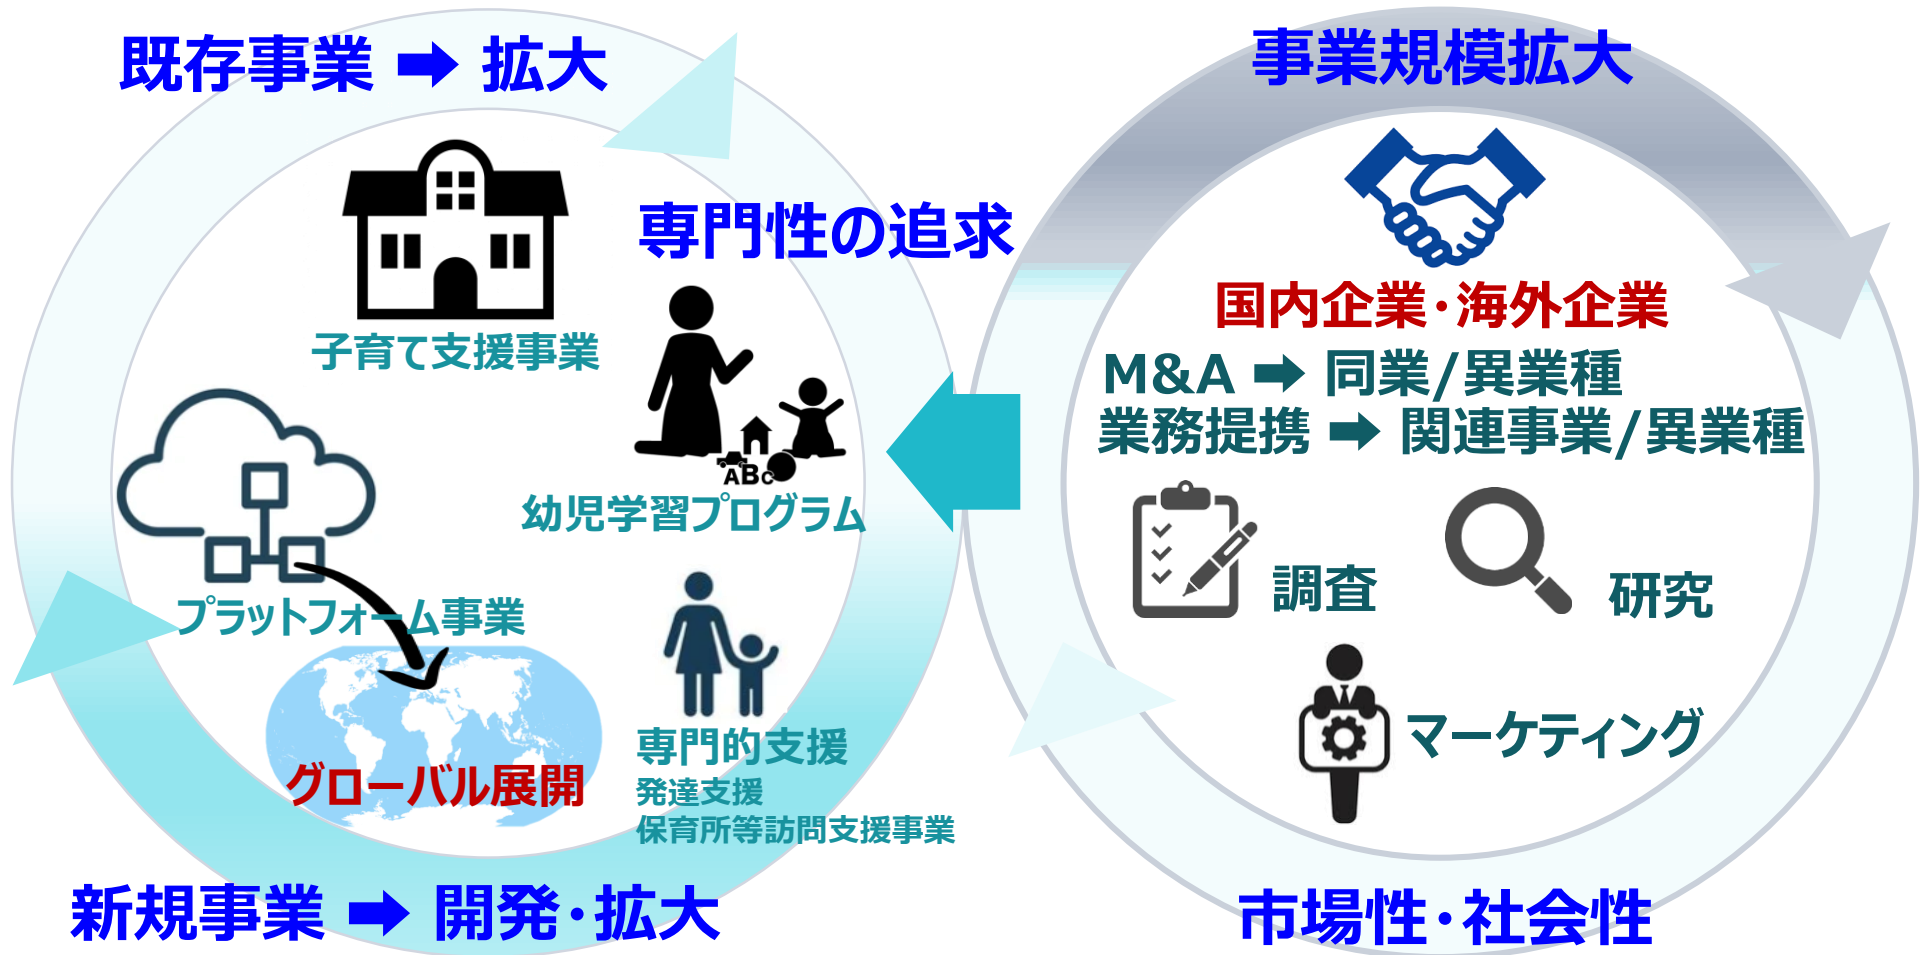 既存事業 ➡ 拡大
専門性の追求
子育て支援事業
幼児学習プログラム
ABC
プラットフォーム事業
グローバル展開
専門的支援
発達支援
保育所等訪問支援事業
新規事業 ➡ 開発・拡大
事業規模拡大
国内企業・海外企業
M&A ➡ 同業/異業種
業務提携 ➡ 関連事業/異業種
調査
研究
マーケティング
市場性・社会性